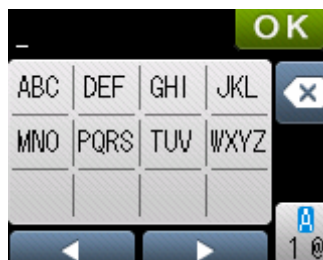 _
OK
ABC DEF GHI JKL
MNO PQRS TUV WXYZ
A
1 @